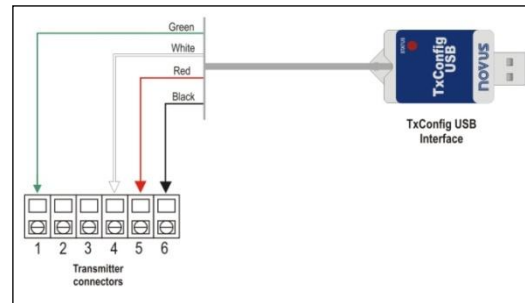 Green
White
Red
Black
STATUS
TxConfig
USB
NOVUS
TxConfig USB
Interface
1 2 3 4 5 6
Transmitter
connectors